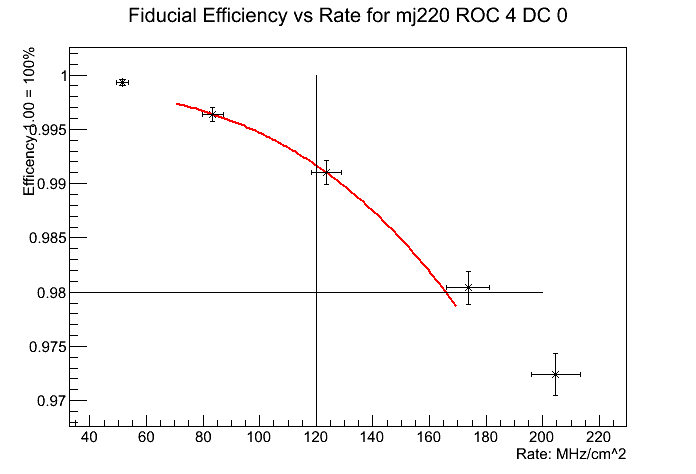 Fiducial Efficiency vs Rate for mj220 ROC 4 DC 0
Efficency 1.00 = 100%
1
0.995
0.99
0.985
0.98
0.975
0.97
40 60 80 100 120 140 160 180 200 220
Rate: MHz/cm^2